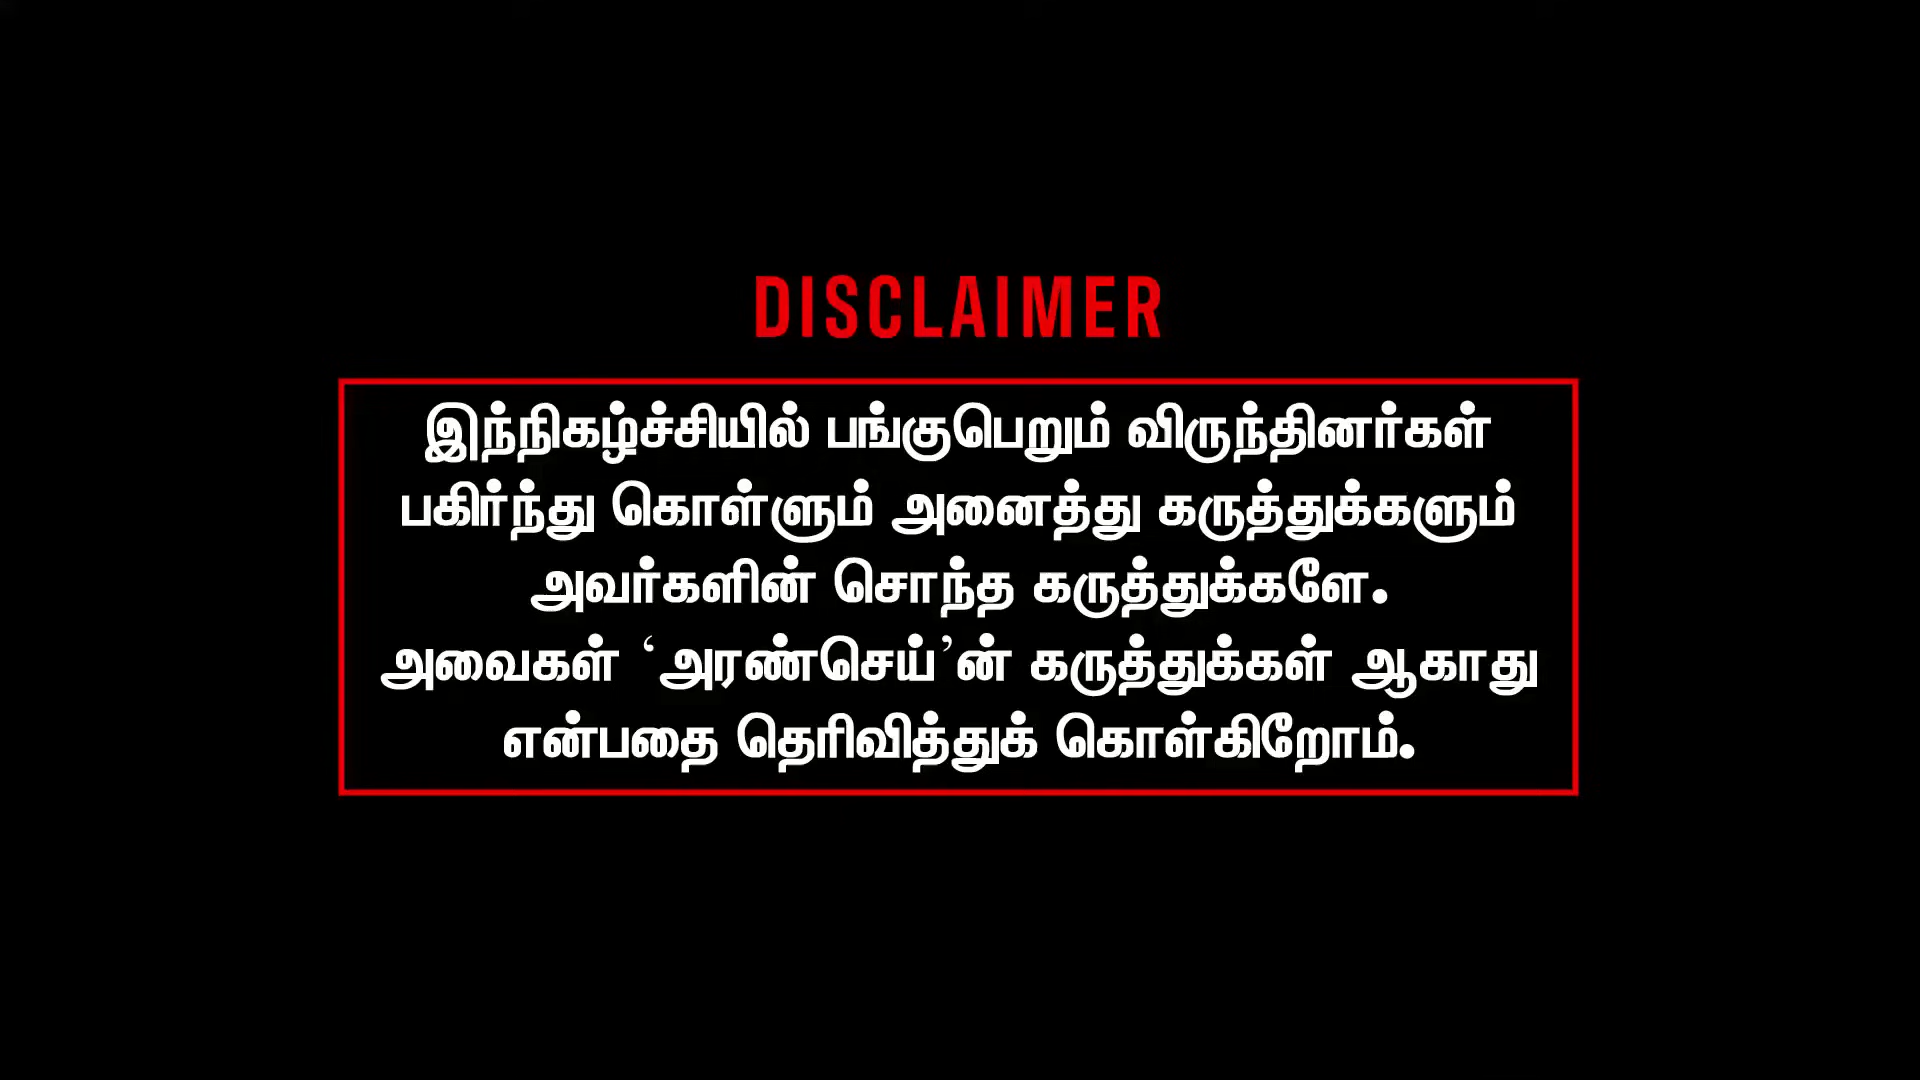 DISCLAIMER
இந்நிகழ்ச்சியில் பங்குபெறும் விருந்தினர்கள்
பகிர்ந்து கொள்ளும் அனைத்து கருத்துக்களும்
அவர்களின் சொந்த கருத்துக்களே.
அவைகள் ‘அரண்செய்’ன் கருத்துக்கள் ஆகாது
என்பதை தெரிவித்துக் கொள்கிறோம்.